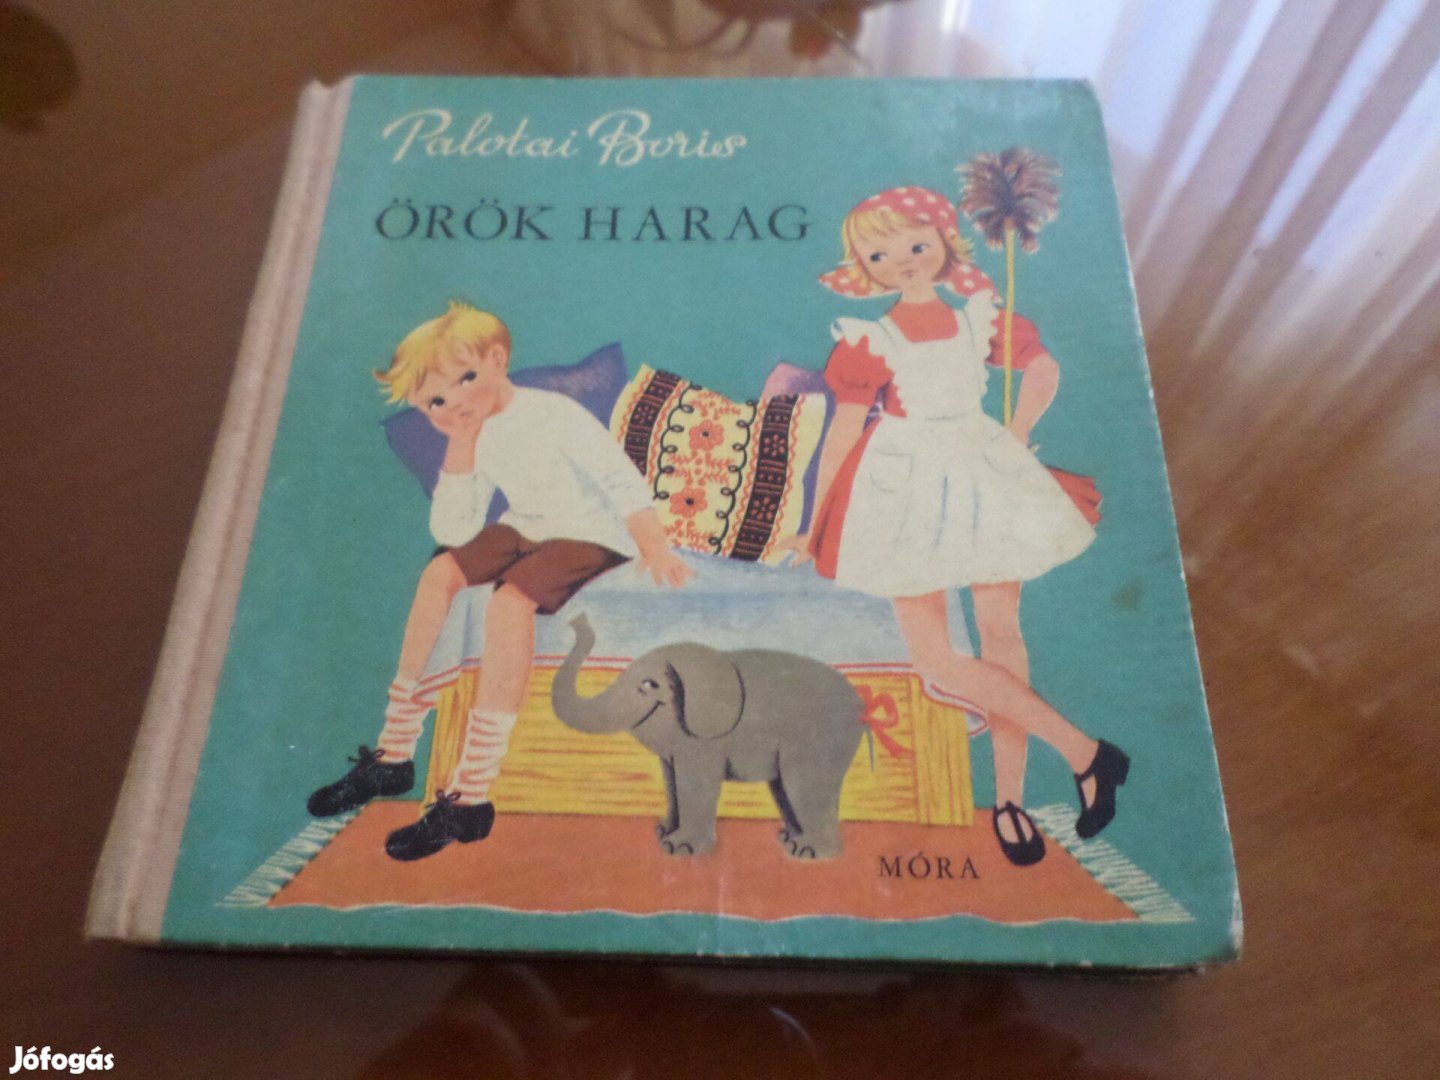 Palotai Boris
ÖRÖK HARAG
MÓRA
Jófogás